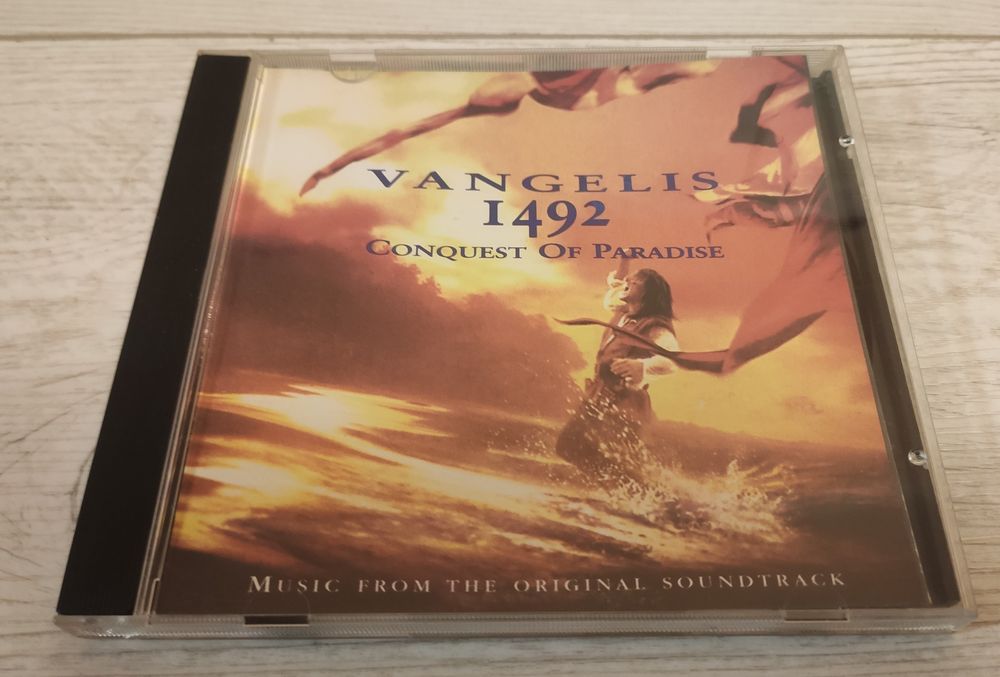 VANGELIS
1492
CONQUEST OF PARADISE
MUSIC FROM THE ORIGINAL SOUNDTRACK